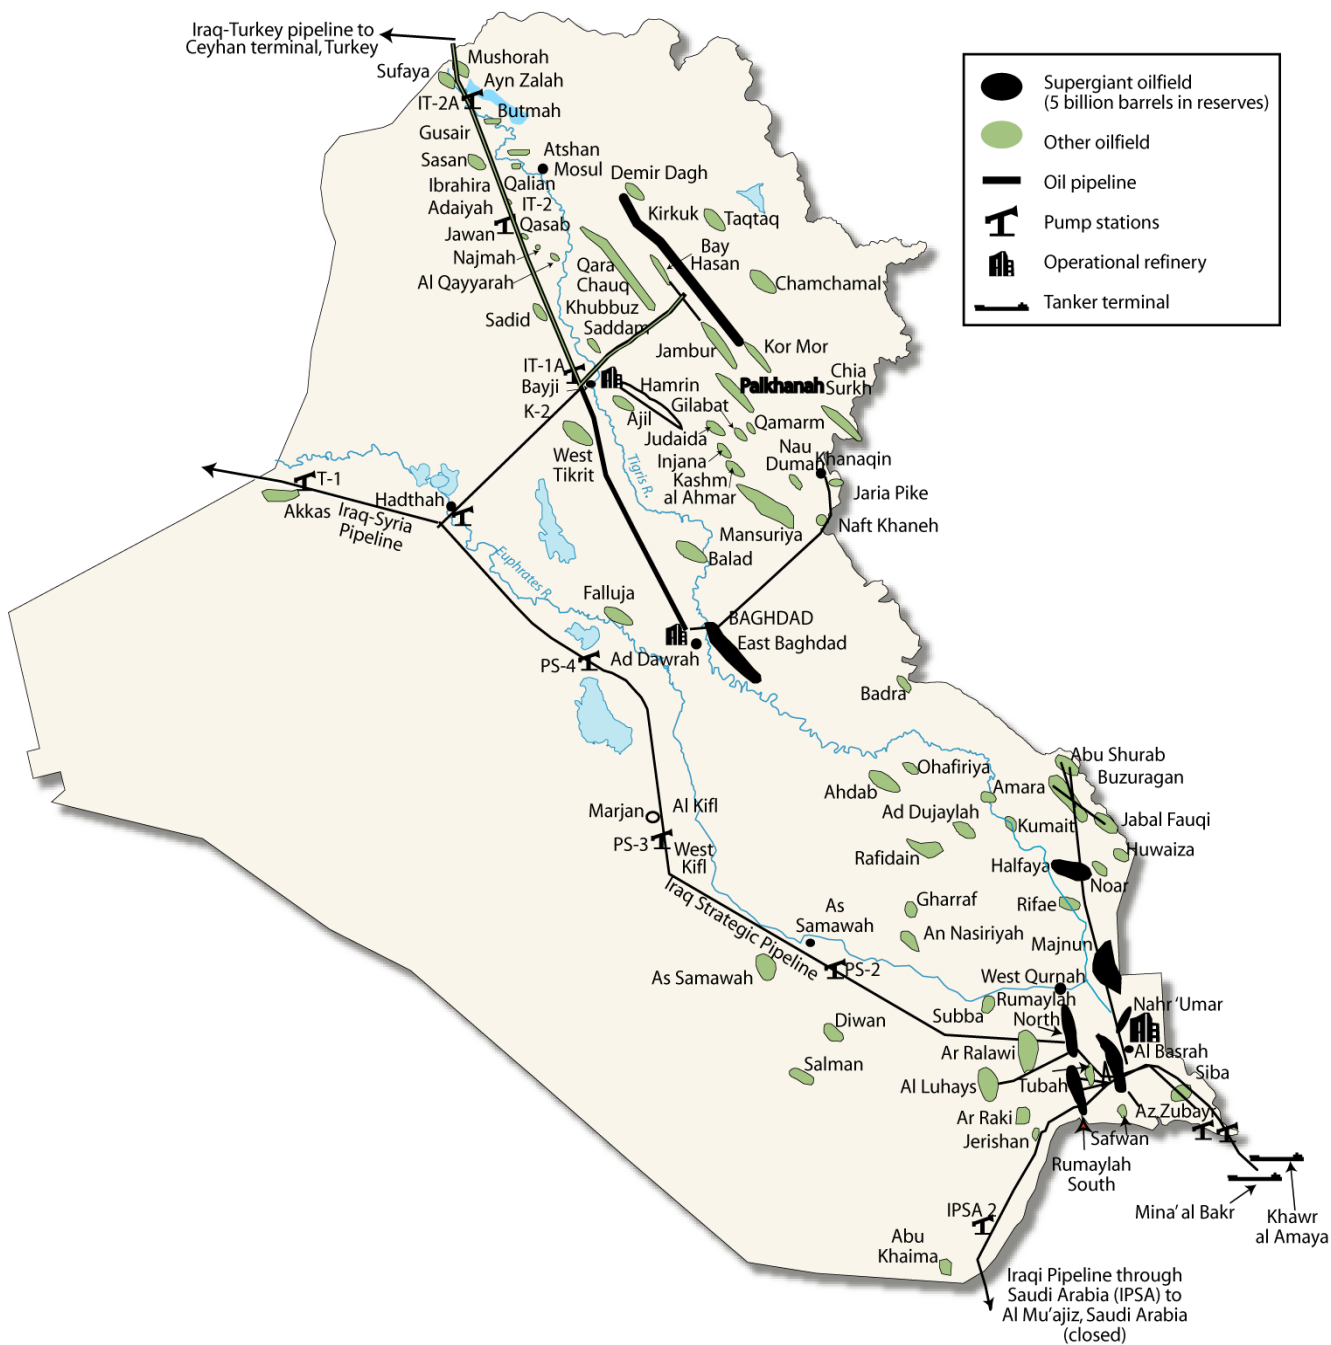 Iraq-Turkey pipeline to
Ceyhan terminal, Turkey
Supergiant oilfield
(5 billion barrels in reserves)
Other oilfield
Oil pipeline
Pump stations
Operational refinery
Tanker terminal
Mushorah
Sufaya
Ayn Zalah
IT-2A
Butmah
Gusair
Atshan
Sasan
Mosul
Demir Dagh
Ibrahira
Qalian
Adaiyah
IT-2
Kirkuk
Taqtaq
Jawan
Qasab
Bay
Hasan
Najmah
Al Qayyarah
Qara
Chauq
Chamchamal
Khubbuz
Sadid
Saddam
Jambur
Kor Mor
IT-1A
Bayji
Hamrin
Palkhanah
Chia
Surkh
K-2
Ajil
Gilabat
Qamarm
Judaida
West
Tikrit
Injana
Nau
Dumah
Khanaqin
Tigris R.
Kashm
al Ahmar
T-1
Hadthah
Jaria Pike
Akkas
Iraq-Syria
Pipeline
Mansuriya
Naft Khaneh
Euphrates R.
Balad
Falluja
BAGHDAD
East Baghdad
PS-4
Ad Dawrah
Badra
Abu Shurab
Ohafiriya
Buzuragan
Ahdab
Amara
Marjan
Al Kifl
Ad Dujaylah
Kumait
Jabal Fauqi
PS-3
West
Kifl
Rafidain
Halfaya
Huwaiza
Noar
Iraq Strategic Pipeline
As
Samawah
Gharraf
Rifae
An Nasiriyah
Majnun
As Samawah
PS-2
West Qurnah
Subba
Rumaylah
North
Nahr ‘Umar
Diwan
Ar Ralawi
Al Basrah
Salman
Al Luhays
Tubah
Siba
Ar Raki
Az Zubayr
Jerishan
Safwan
Rumaylah
South
IPSA 2
Mina’ al Bakr
Khawr
al Amaya
Abu
Khaima
Iraqi Pipeline through
Saudi Arabia (IPSA) to
Al Mu’ajiz, Saudi Arabia
(closed)